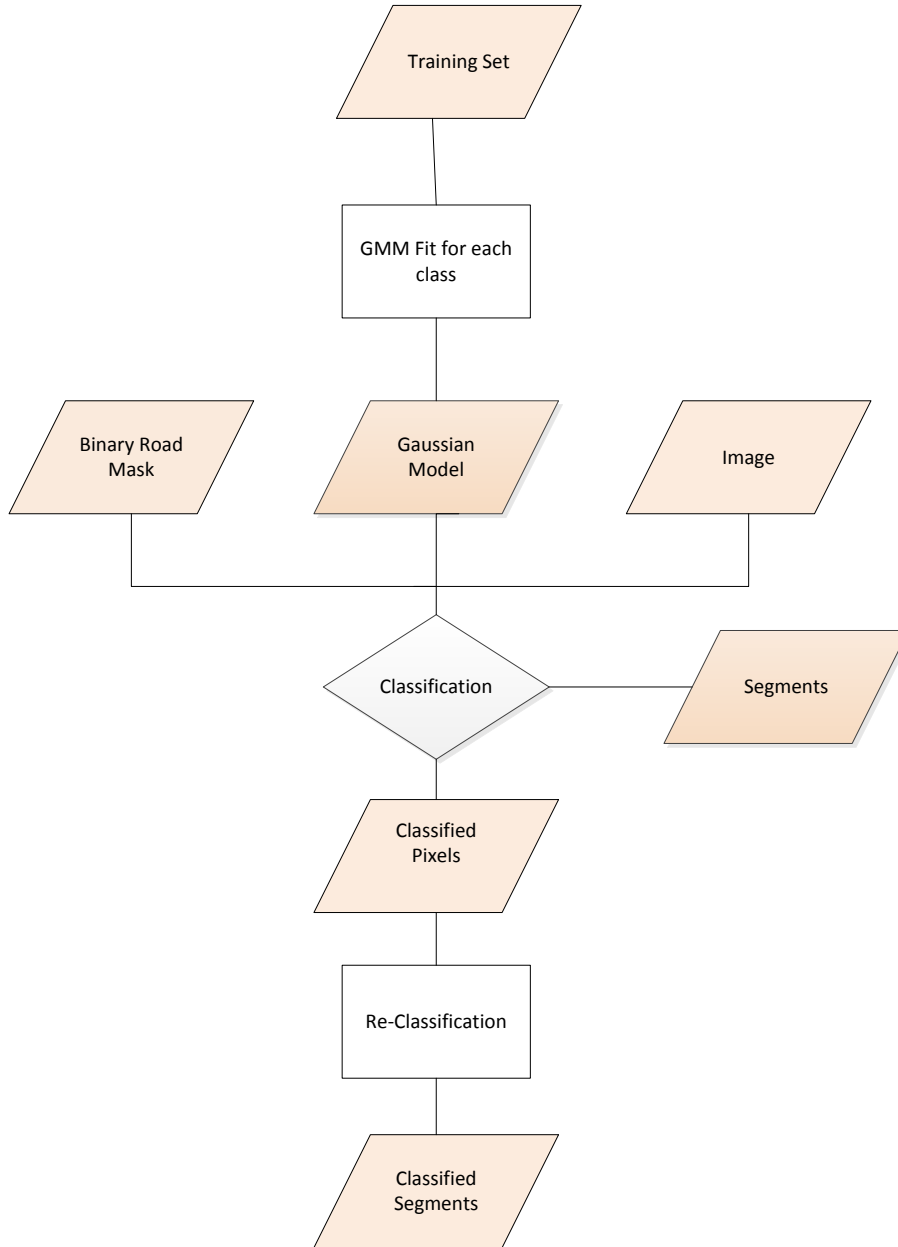 Training Set
GMM Fit for each
class
Binary Road
Mask
Gaussian
Model
Image
Classification
Segments
Classified
Pixels
Re-Classification
Classified
Segments